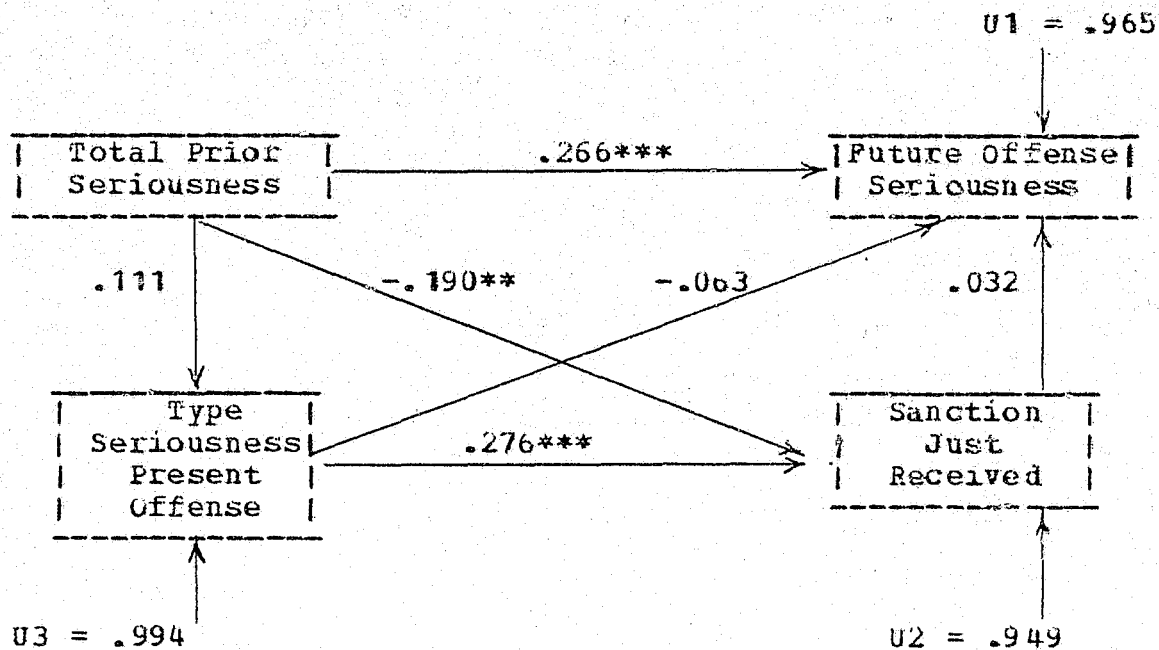 U1 = .965
Total Prior
Seriousness
.266***
Future Offense
Seriousness
.111
-.190**
-.063
.032
Type
Seriousness
Present
Offense
.276***
Sanction
Just
Received
U3 = .994
U2 = .949